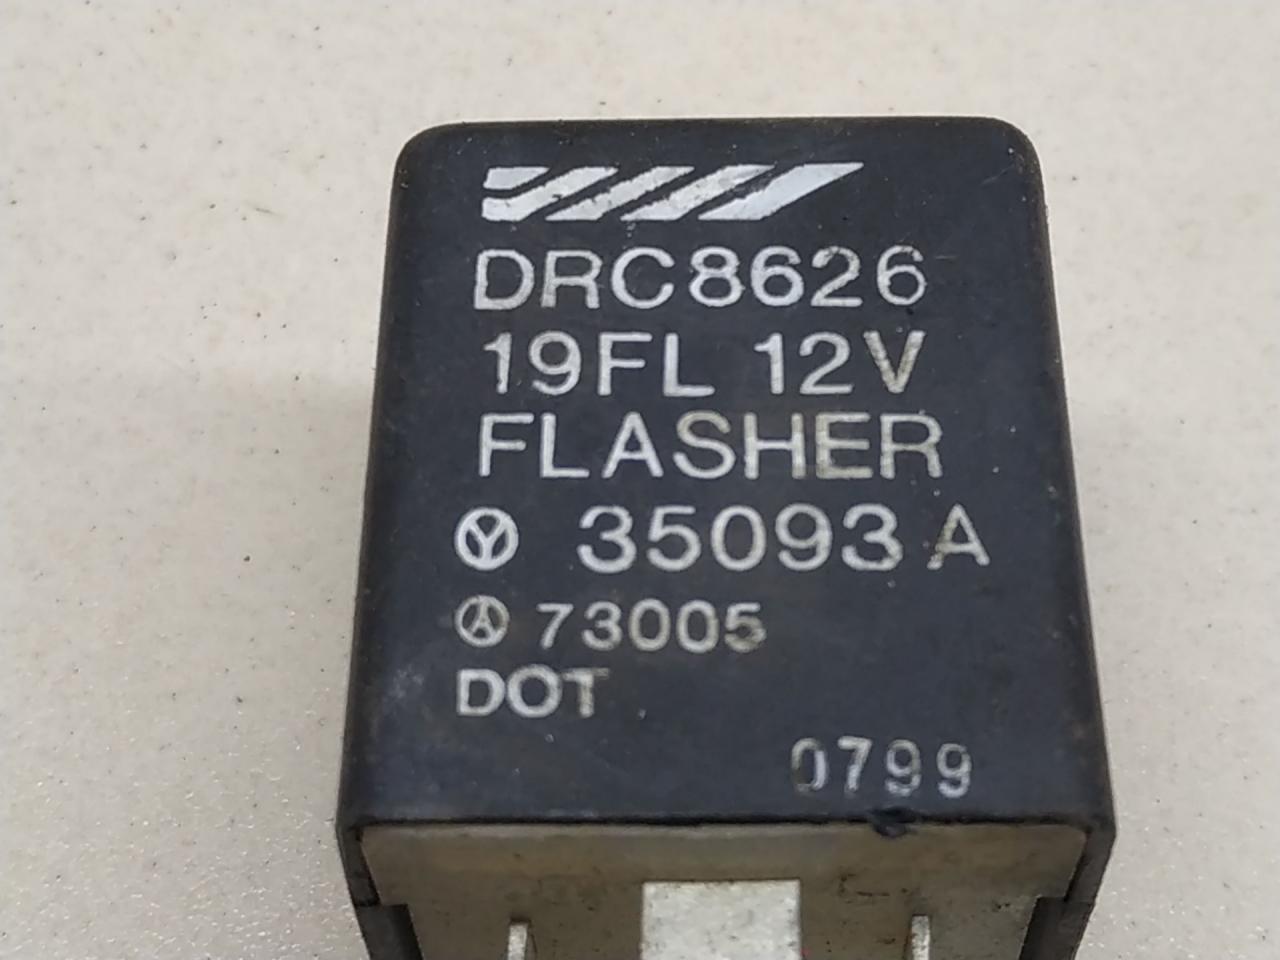 DRC8626
19FL 12V
FLASHER
35093 A
73005
DOT
0799